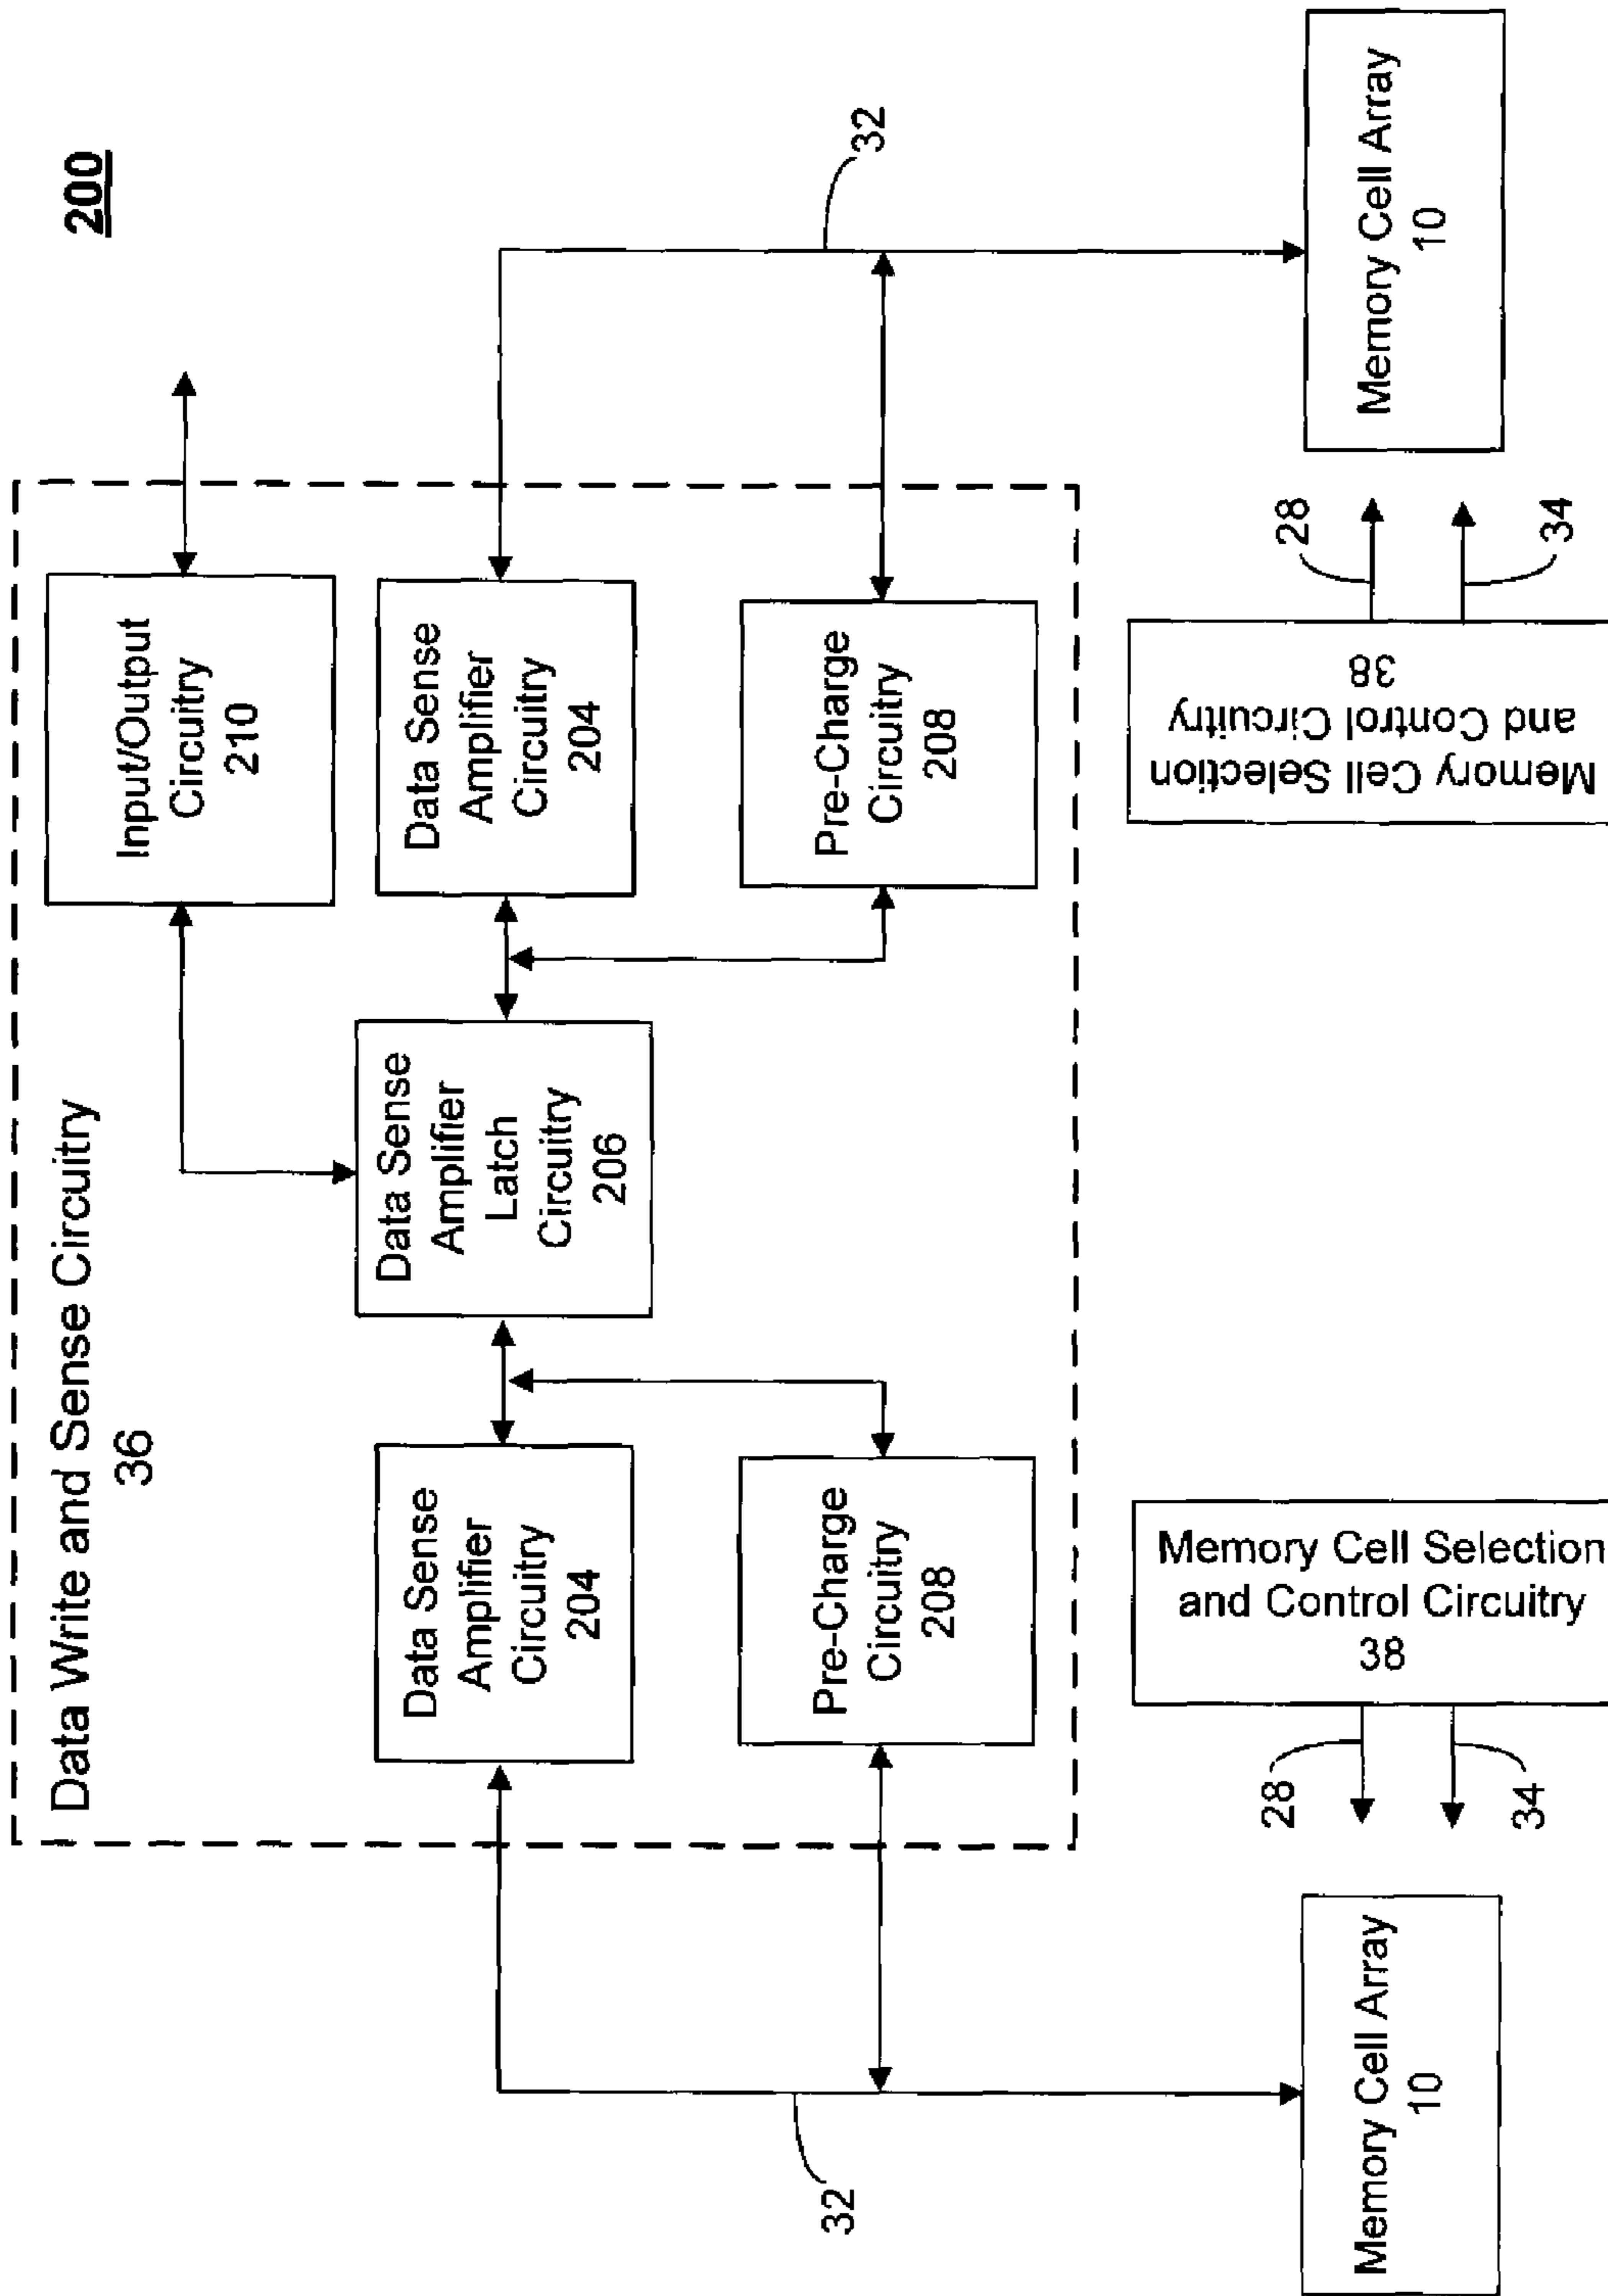 200
Data Write and Sense Circuitry
36
Input/Output
Circuitry
210
Data Sense
Amplifier
Circuitry
204
Data Sense
Amplifier
Latch
Circuitry
206
Data Sense
Amplifier
Circuitry
204
Pre-Charge
Circuitry
208
Pre-Charge
Circuitry
208
32
32
Memory Cell Selection
and Control Circuitry
38
28
34
Memory Cell Selection
and Control Circuitry
38
28
34
Memory Cell Array
10
Memory Cell Array
10